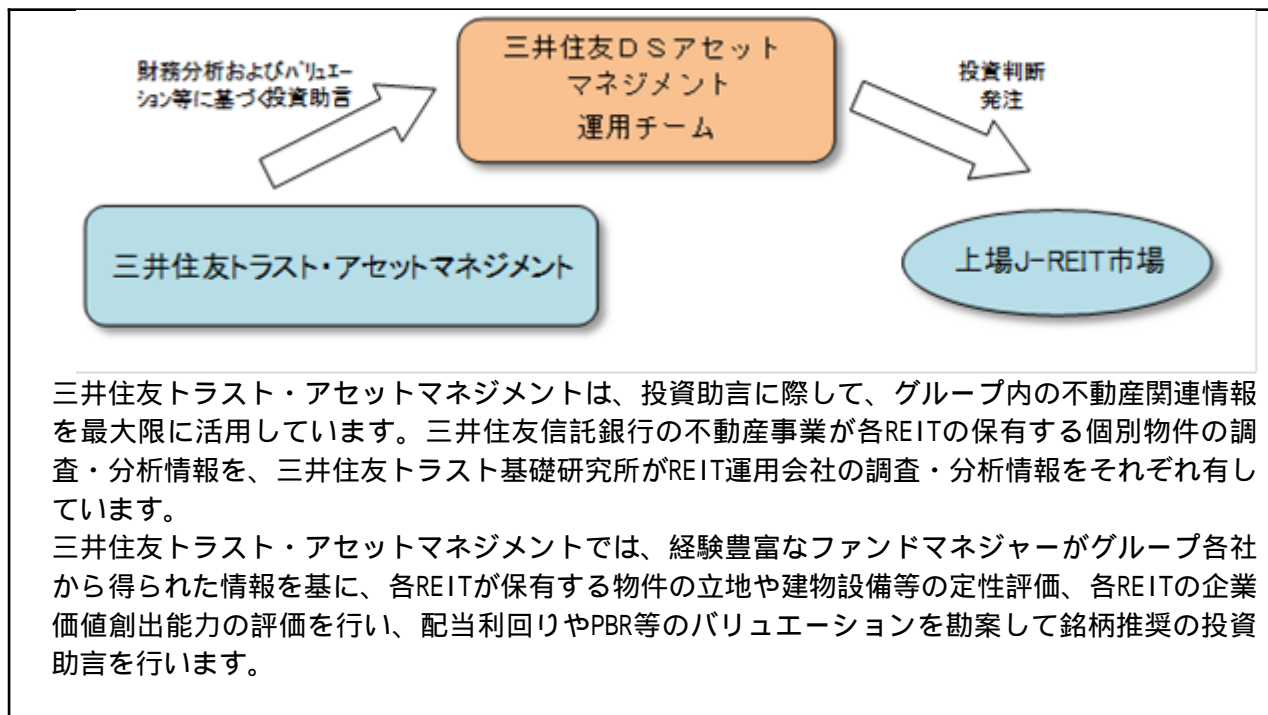 三井住友ＤＳアセット
マネジメント
運用チーム
財務分析およびバリュエー
ション等に基づく投資助言
投資判断
発注
三井住友トラスト・アセットマネジメント
上場J-REIT市場
三井住友トラスト・アセットマネジメントは、投資助言に際して、グループ内の不動産関連情報
を最大限に活用しています。三井住友信託銀行の不動産事業が各REITの保有する個別物件の調
査・分析情報を、三井住友トラスト基礎研究所がREIT運用会社の調査・分析情報をそれぞれ有し
ています。
三井住友トラスト・アセットマネジメントでは、経験豊富なファンドマネジャーがグループ各社
から得られた情報を基に、各REITが保有する物件の立地や建物設備等の定性評価、各REITの企業
価値創出能力の評価を行い、配当利回りやPBR等のバリュエーションを勘案して銘柄推奨の投資
助言を行います。